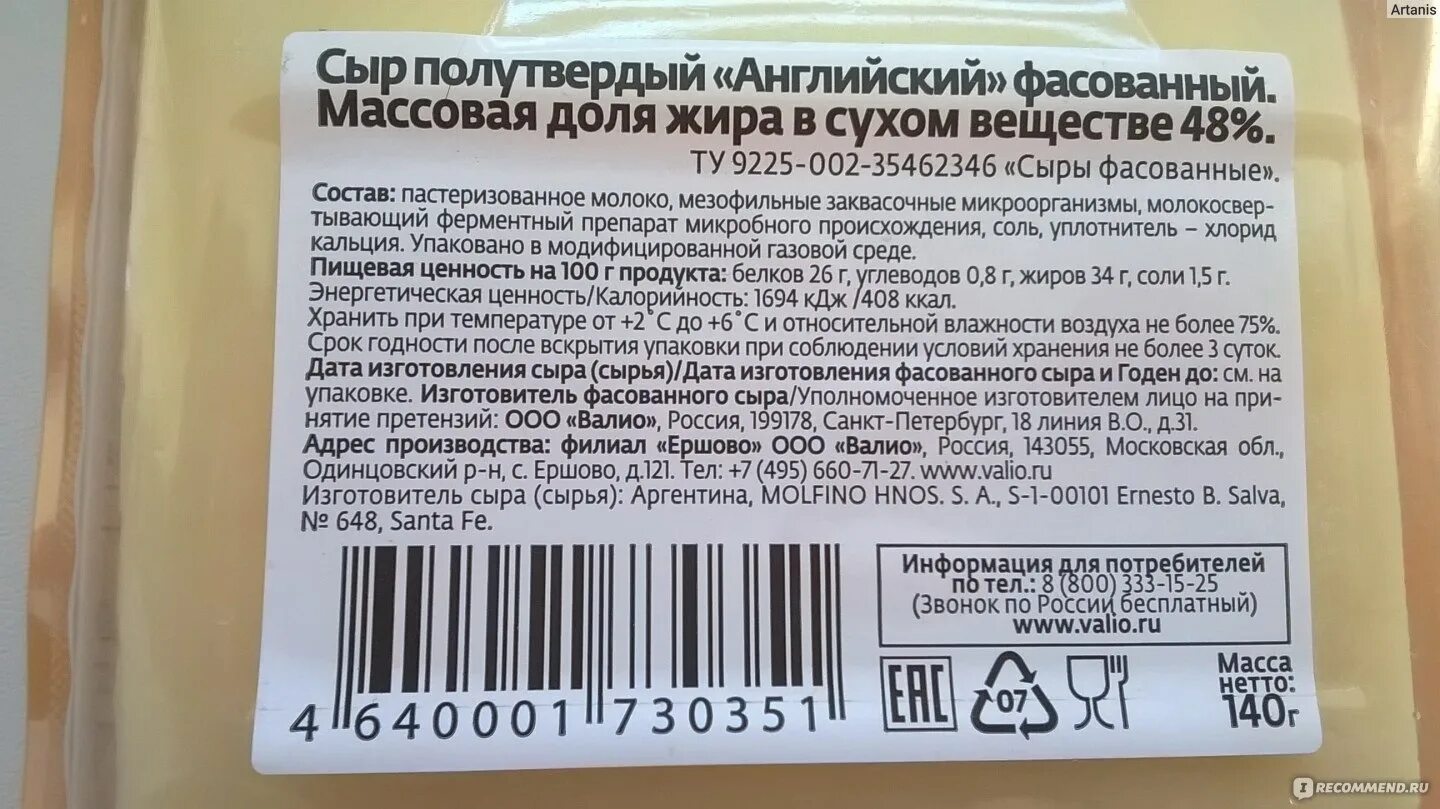 Artanis
Сыр полутвердый «Английский» фасованный.
Массовая доля жира в сухом веществе 48%.
ТУ 9225-002-35462346 «Сыры фасованные».
Состав: пастеризованное молоко, мезофильные заквасочные микроорганизмы, молокосвер-
тывающий ферментный препарат микробного происхождения, соль, уплотнитель – хлорид
кальция. Упаковано в модифицированной газовой среде.
Пищевая ценность на 100 г продукта: белков 26 г, углеводов 0,8 г, жиров 34 г, соли 1,5 г.
Энергетическая ценность/Калорийность: 1694 кДж /408 ккал.
Хранить при температуре от +2˚С до +6˚С и относительной влажности воздуха не более 75%.
Срок годности после вскрытия упаковки при соблюдении условий хранения не более 3 суток.
Дата изготовления сыра (сырья)/Дата изготовления фасованного сыра и Годен до: см. на
упаковке. Изготовитель фасованного сыра/Уполномоченное изготовителем лицо на при-
нятие претензий: ООО «Валио», Россия, 199178, Санкт-Петербург, 18 линия В.О., д.31.
Адрес производства: филиал «Ершово» ООО «Валио», Россия, 143055, Московская обл.,
Одинцовский р-н, с. Ершово, д.121. Тел: +7 (495) 660-71-27. www.valio.ru
Изготовитель сыра (сырья): Аргентина, MOLFINO HNOS. S. A., S-1-00101 Ernesto B. Salva,
№ 648, Santa Fe.
Информация для потребителей
по тел.: 8 (800) 333-15-25
(Звонок по России бесплатный)
www.valio.ru
4 640001 730351
EAC
07
Масса
нетто:
140г
IRECOMMEND.RU